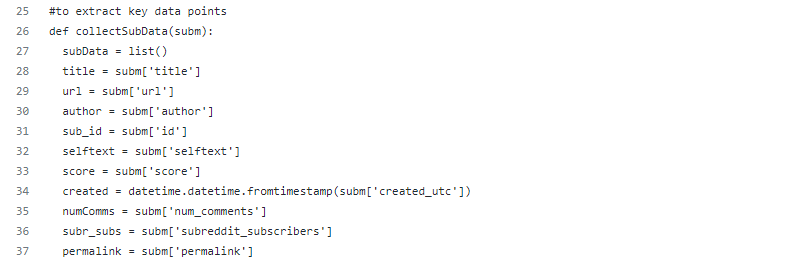 25 #to extract key data points
26 def collectSubData(subm):
27   subData = list()
28   title = subm['title']
29   url = subm['url']
30   author = subm['author']
31   sub_id = subm['id']
32   selftext = subm['selftext']
33   score = subm['score']
34   created = datetime.datetime.fromtimestamp(subm['created_utc'])
35   numComms = subm['num_comments']
36   subr_subs = subm['subreddit_subscribers']
37   permalink = subm['permalink']